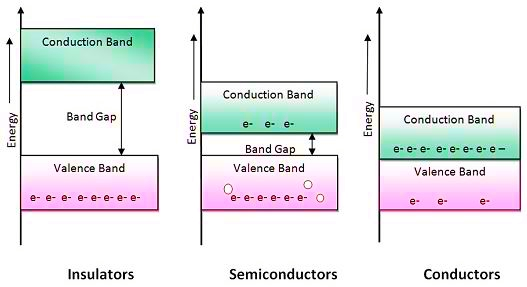 Energy
Conduction Band
Band Gap
Valence Band
e- e- e- e- e- e- e- e-
Insulators
Energy
Conduction Band
e- e- e-
Band Gap
Valence Band
e- e- e- e- e- e-
Semiconductors
Energy
Conduction Band
e- e- e- e- e- e- e- e –
Valence Band
e- e- e-
Conductors